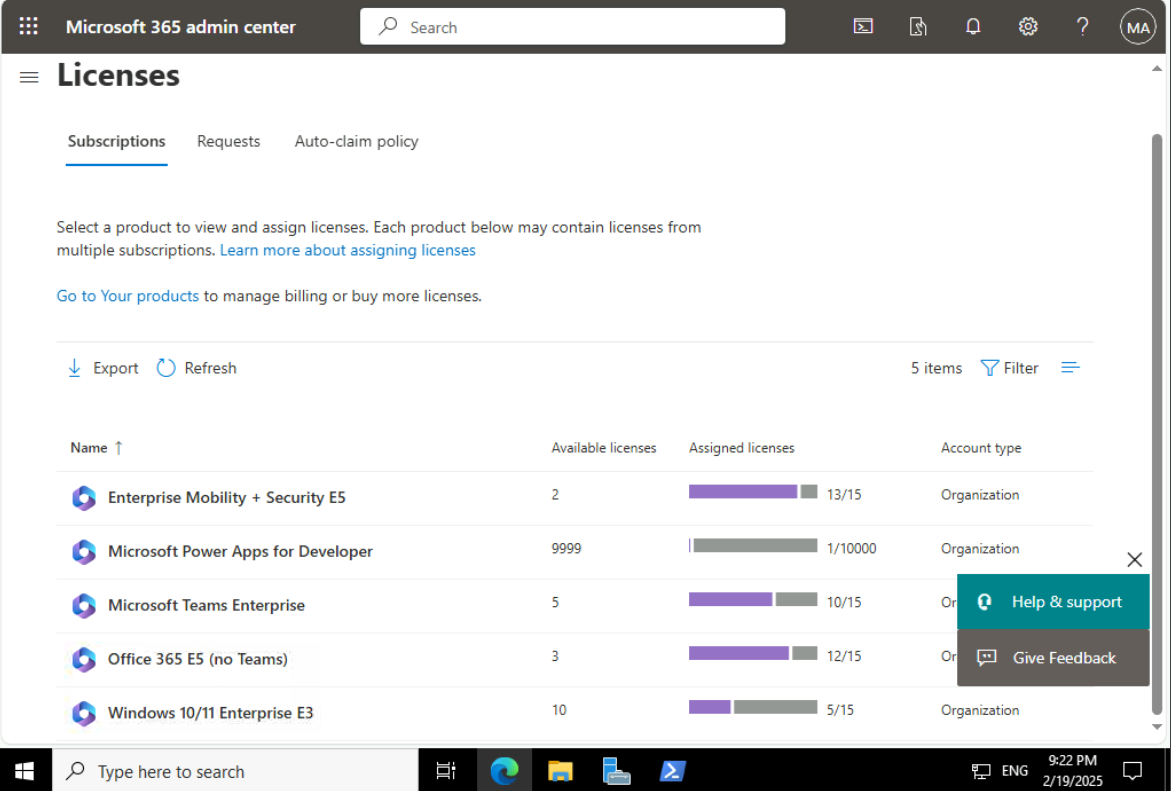 Microsoft 365 admin center
Search
MA
Licenses
Subscriptions Requests Auto-claim policy
Select a product to view and assign licenses. Each product below may contain licenses from
multiple subscriptions. Learn more about assigning licenses
Go to Your products to manage billing or buy more licenses.
Export Refresh 5 items Filter
Name ↑ Available licenses Assigned licenses Account type
Enterprise Mobility + Security E5 2 13/15 Organization
Microsoft Power Apps for Developer 9999 1/10000 Organization
Microsoft Teams Enterprise 5 10/15 Or
Help & support
Office 365 E5 (no Teams) 3 12/15 Or
Give Feedback
Windows 10/11 Enterprise E3 10 5/15 Organization
Type here to search
ENG
9:22 PM
2/19/2025